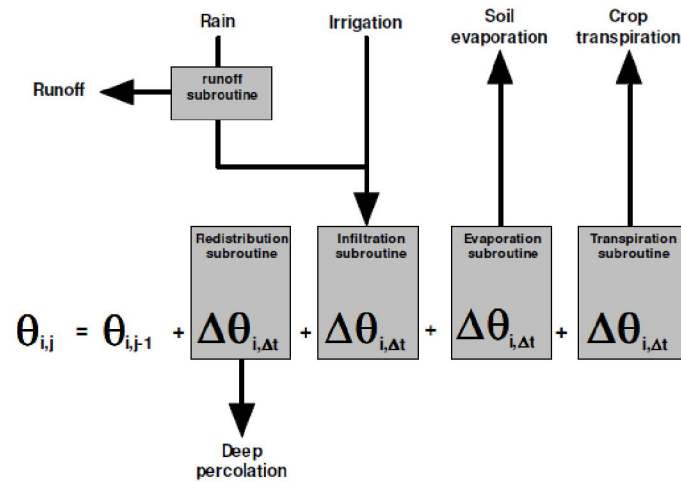 Rain
Irrigation
Soil
evaporation
Crop
transpiration
Runoff
runoff
subroutine
Redistribution
subroutine
Infiltration
subroutine
Evaporation
subroutine
Transpiration
subroutine
θi,j = θi,j-1 + Δθi,Δt + Δθi,Δt + Δθi,Δt + Δθi,Δt
Deep
percolation